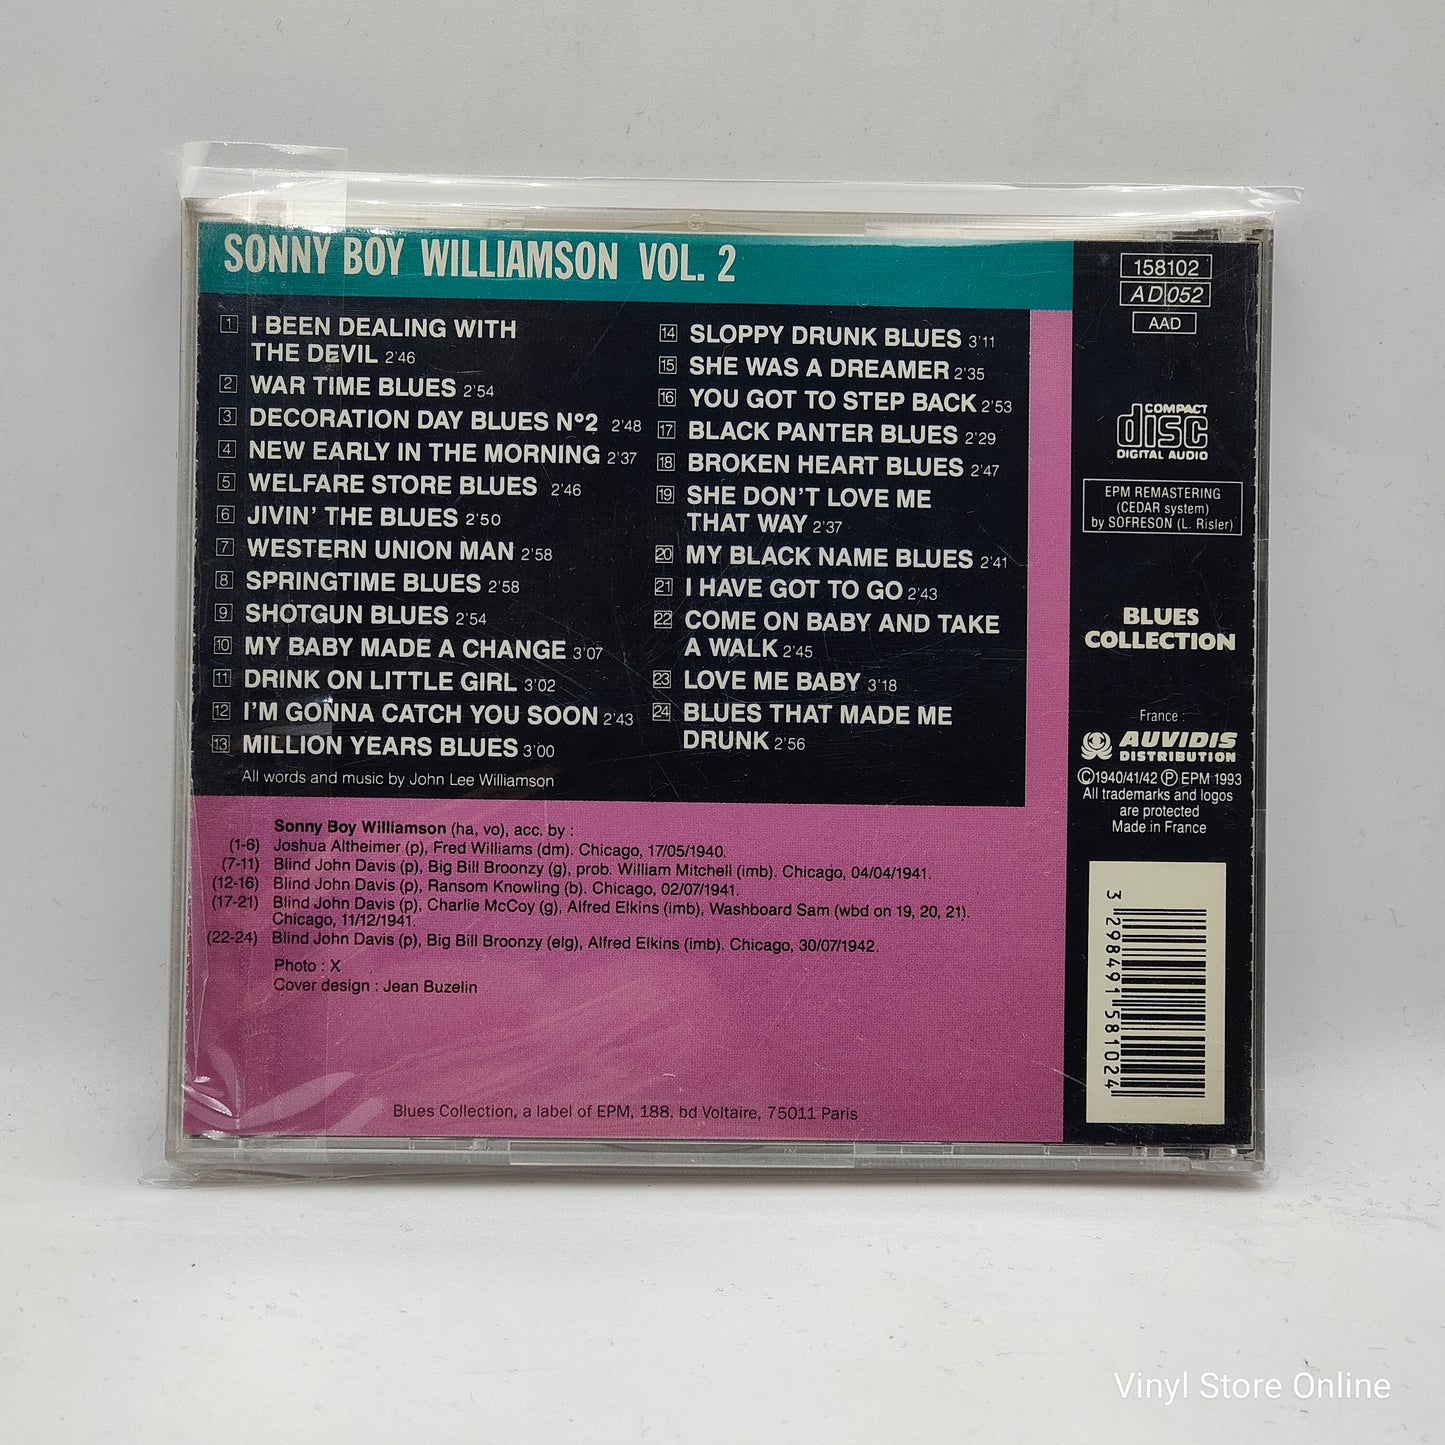 SONNY BOY WILLIAMSON VOL. 2
1 I BEEN DEALING WITH
THE DEVIL 2'46
2 WAR TIME BLUES 2'54
3 DECORATION DAY BLUES Nº2 2'48
4 NEW EARLY IN THE MORNING 2'37
5 WELFARE STORE BLUES 2'46
6 JIVIN' THE BLUES 2'50
7 WESTERN UNION MAN 2'58
8 SPRINGTIME BLUES 2'58
9 SHOTGUN BLUES 2'54
10 MY BABY MADE A CHANGE 3'07
11 DRINK ON LITTLE GIRL 3'02
12 I'M GONNA CATCH YOU SOON 2'43
13 MILLION YEARS BLUES 3'00
All words and music by John Lee Williamson
14 SLOPPY DRUNK BLUES 3'11
15 SHE WAS A DREAMER 2'35
16 YOU GOT TO STEP BACK 2'53
17 BLACK PANTER BLUES 2'29
18 BROKEN HEART BLUES 2'47
19 SHE DON'T LOVE ME
THAT WAY 2'37
20 MY BLACK NAME BLUES 2'41
21 I HAVE GOT TO GO 2'43
22 COME ON BABY AND TAKE
A WALK 2'45
23 LOVE ME BABY 3'18
24 BLUES THAT MADE ME
DRUNK 2'56
Sonny Boy Williamson (ha, vo), acc. by :
(1-6) Joshua Altheimer (p), Fred Williams (dm). Chicago, 17/05/1940.
(7-11) Blind John Davis (p), Big Bill Broonzy (g), prob. William Mitchell (imb). Chicago, 04/04/1941.
(12-16) Blind John Davis (p), Ransom Knowling (b). Chicago, 02/07/1941.
(17-21) Blind John Davis (p), Charlie McCoy (g), Alfred Elkins (imb), Washboard Sam (wbd on 19, 20, 21).
Chicago, 11/12/1941.
(22-24) Blind John Davis (p), Big Bill Broonzy (elg), Alfred Elkins (imb). Chicago, 30/07/1942.
Photo : X
Cover design : Jean Buzelin
Blues Collection, a label of EPM, 188, bd Voltaire, 75011 Paris
158102
AD 052
AAD
COMPACT
disc
DIGITAL AUDIO
EPM REMASTERING
(CEDAR system)
by SOFRESON (L. Risler)
BLUES
COLLECTION
France :
AUVIDIS
DISTRIBUTION
©1940/41/42 ℗ EPM 1993
All trademarks and logos
are protected
Made in France
3 298491 581024
Vinyl Store Online